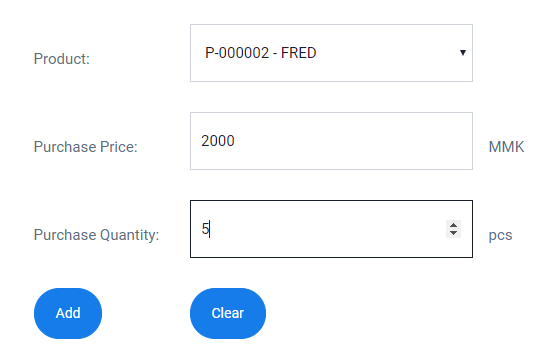 Product: P-000002 - FRED
Purchase Price: 2000 MMK
Purchase Quantity: 5 pcs
Add Clear